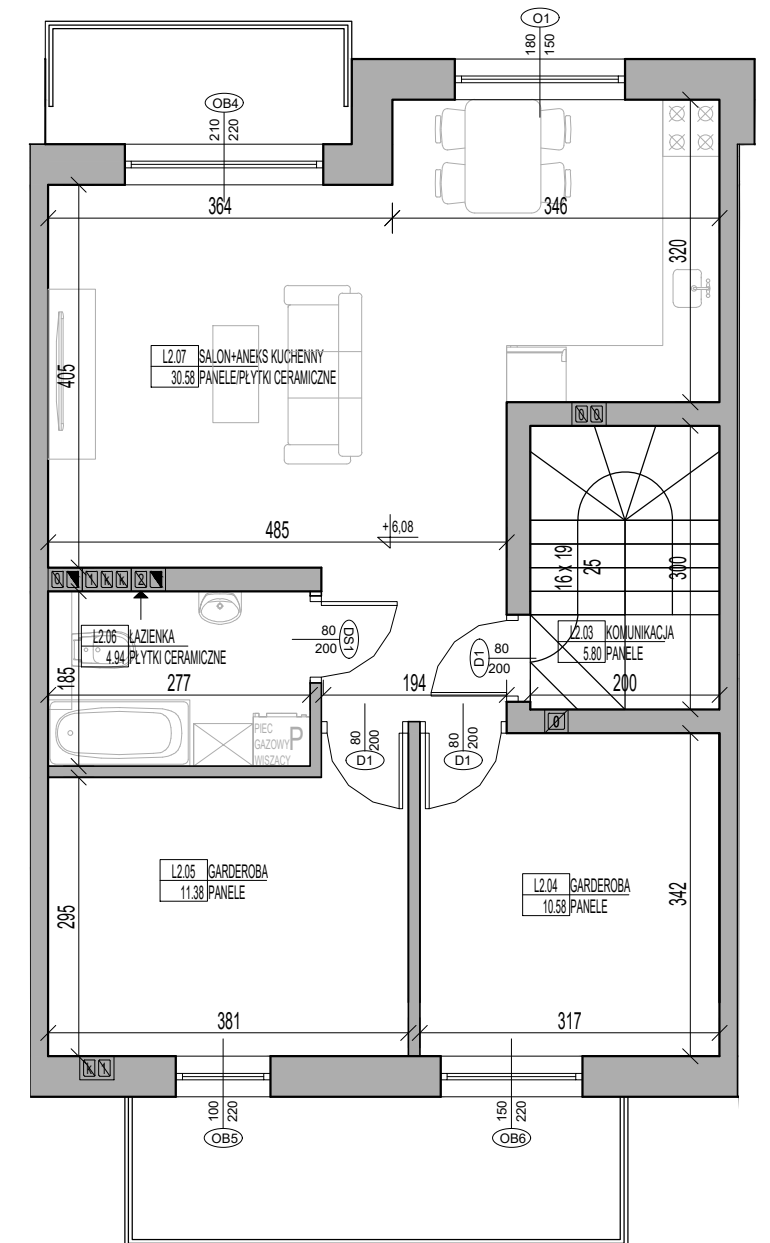 O1
180
150
OB4
210
220
364
346
320
405
L2.07 SALON+ANEKS KUCHENNY
30.58 PANELE/PŁYTKI CERAMICZNE
485
+6,08
16 x 19
25
300
L2.06 ŁAZIENKA
4.94 PŁYTKI CERAMICZNE
80
200
DS1
D1
80
200
L2.03 KOMUNIKACJA
5.80 PANELE
185
277
194
200
PIEC
GAZOWY
WISZĄCY
P
80
200
D1
80
200
D1
L2.05 GARDEROBA
11.38 PANELE
L2.04 GARDEROBA
10.58 PANELE
295
342
381
317
100
220
OB5
150
220
OB6